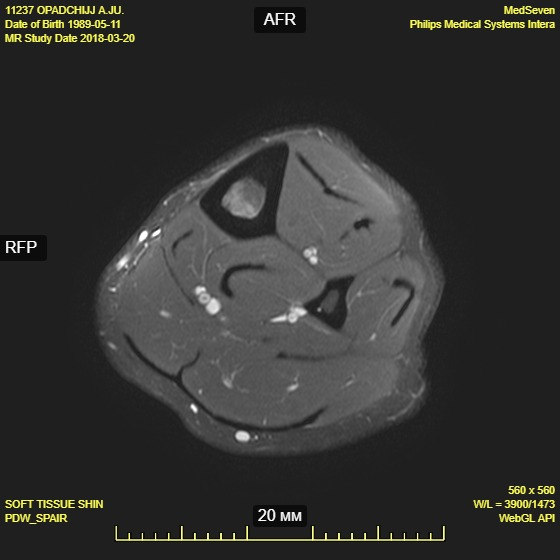 11237 OPADCHIJJ A.JU.
Date of Birth 1989-05-11
MR Study Date 2018-03-20
AFR
MedSeven
Philips Medical Systems Intera
RFP
SOFT TISSUE SHIN
PDW_SPAIR
20 мм
560 x 560
W/L = 3900/1473
WebGL API